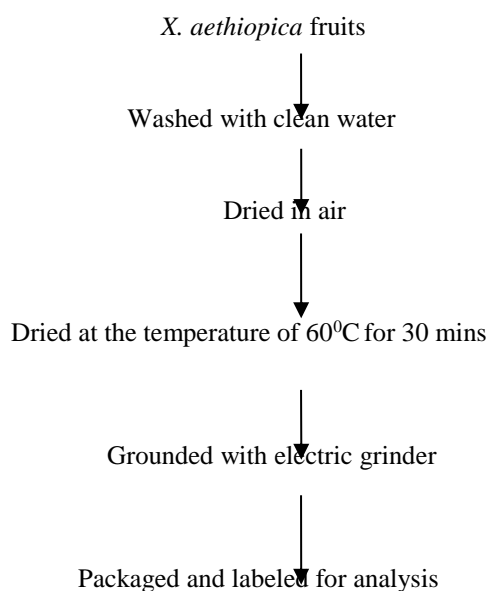 X. aethiopica fruits
Washed with clean water
Dried in air
Dried at the temperature of 60⁰C for 30 mins
Grounded with electric grinder
Packaged and labeled for analysis